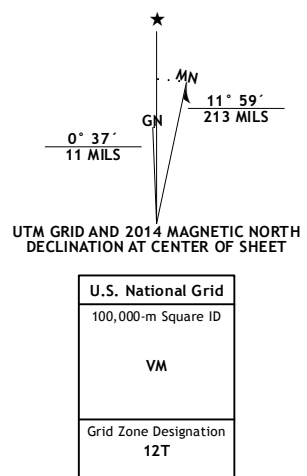 ★
MN
GN
11° 59´
213 MILS
0° 37´
11 MILS
UTM GRID AND 2014 MAGNETIC NORTH
DECLINATION AT CENTER OF SHEET
U.S. National Grid
100,000-m Square ID
VM
Grid Zone Designation
12T